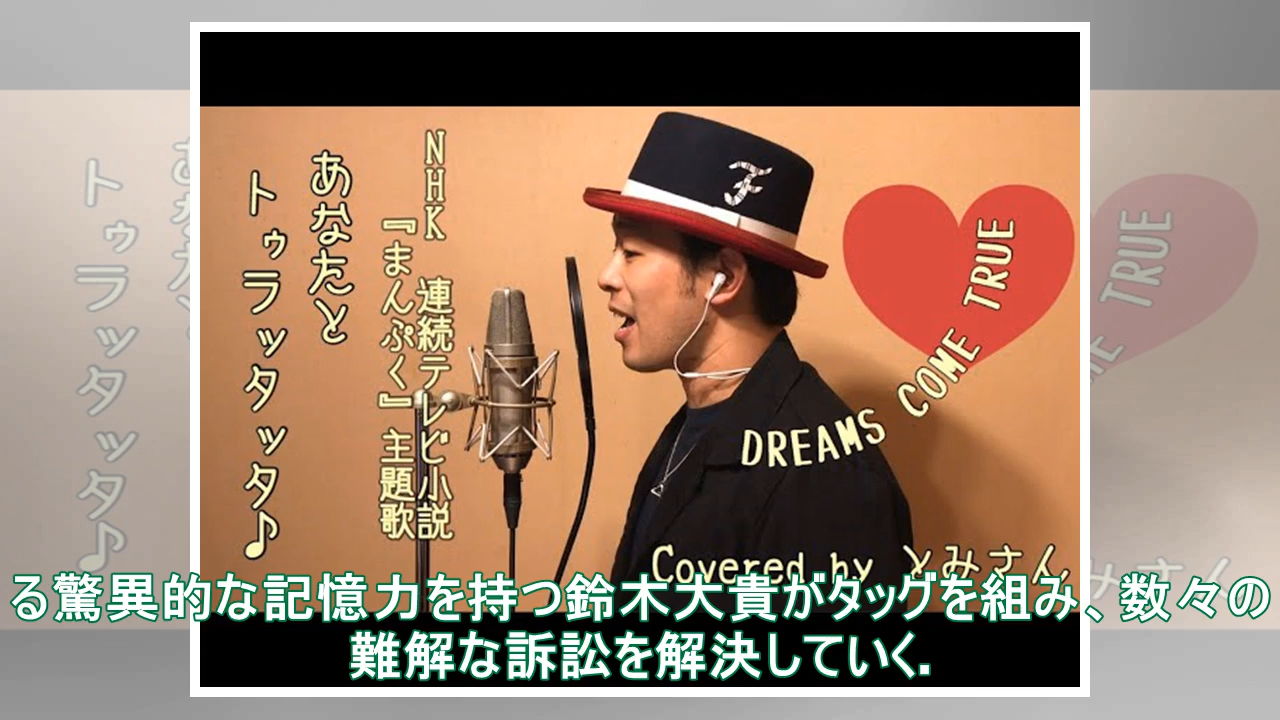 NHK 連続テレビ小説
『まんぷく』主題歌
あなたと
トゥラッタッタ♪
DREAMS COME TRUE
Covered by とみさん
る驚異的な記憶力を持つ鈴木大貴がタッグを組み、数々の
難解な訴訟を解決していく.